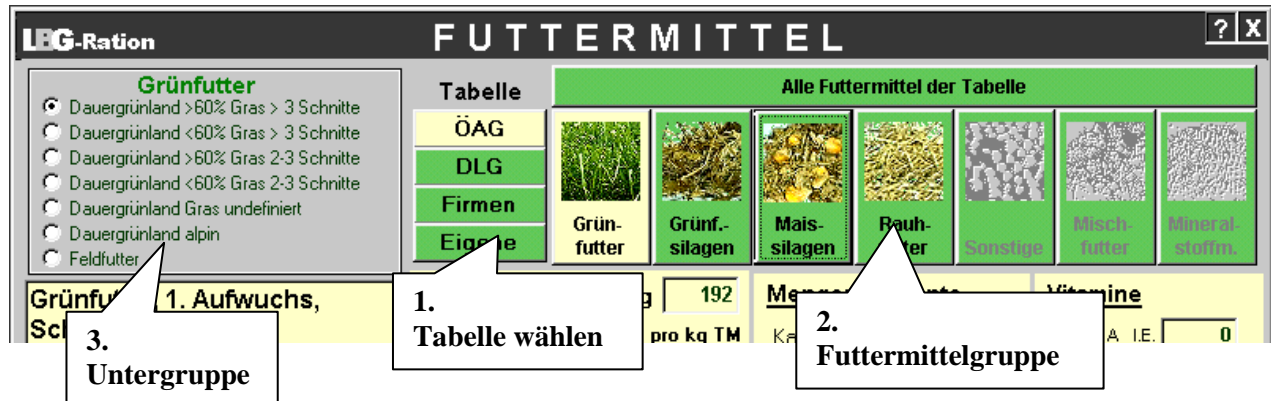 LBG-Ration
FUTTERMITTEL
? X
Grünfutter
Dauergrünland >60% Gras > 3 Schnitte
Dauergrünland <60% Gras > 3 Schnitte
Dauergrünland >60% Gras 2-3 Schnitte
Dauergrünland <60% Gras 2-3 Schnitte
Dauergrünland Gras undefiniert
Dauergrünland alpin
Feldfutter
Tabelle
ÖAG
DLG
Firmen
Eigene
Alle Futtermittel der Tabelle
Grün-
futter
Grünf.-
silagen
Mais-
silagen
Rauh-
Sonstige
Misch-
futter
Mineral-
stoffm.
1. Aufwuchs,
192
pro kg TM
Vitamine
A I.E. 0
1.
Tabelle wählen
2.
Futtermittelgruppe
3.
Untergruppe